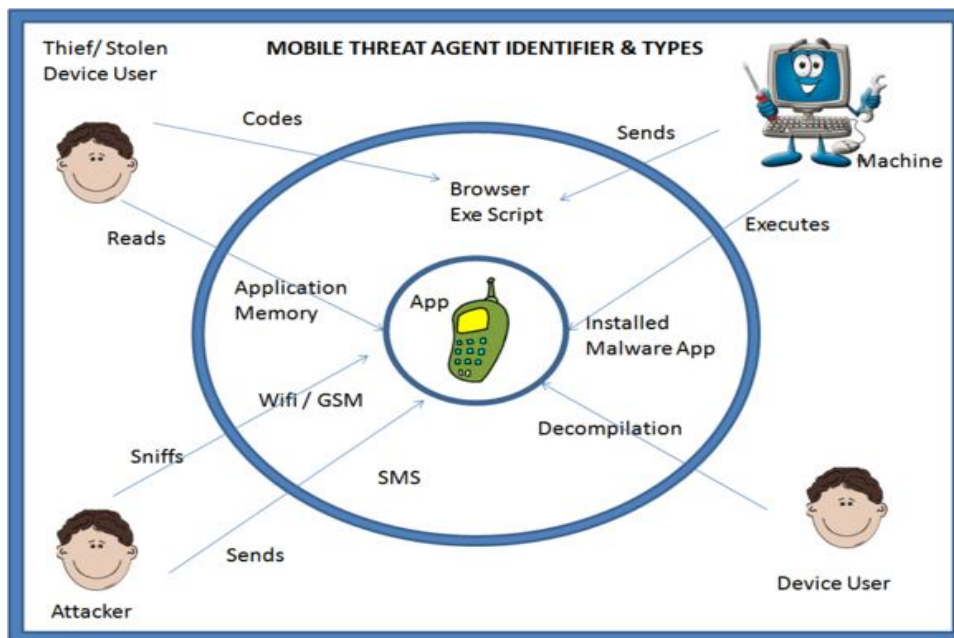 MOBILE THREAT AGENT IDENTIFIER & TYPES
Thief/ Stolen
Device User
Codes
Sends
Machine
Browser
Exe Script
Reads
Executes
Application
Memory
App
Installed
Malware App
Wifi / GSM
Decompilation
Sniffs
SMS
Sends
Attacker
Device User